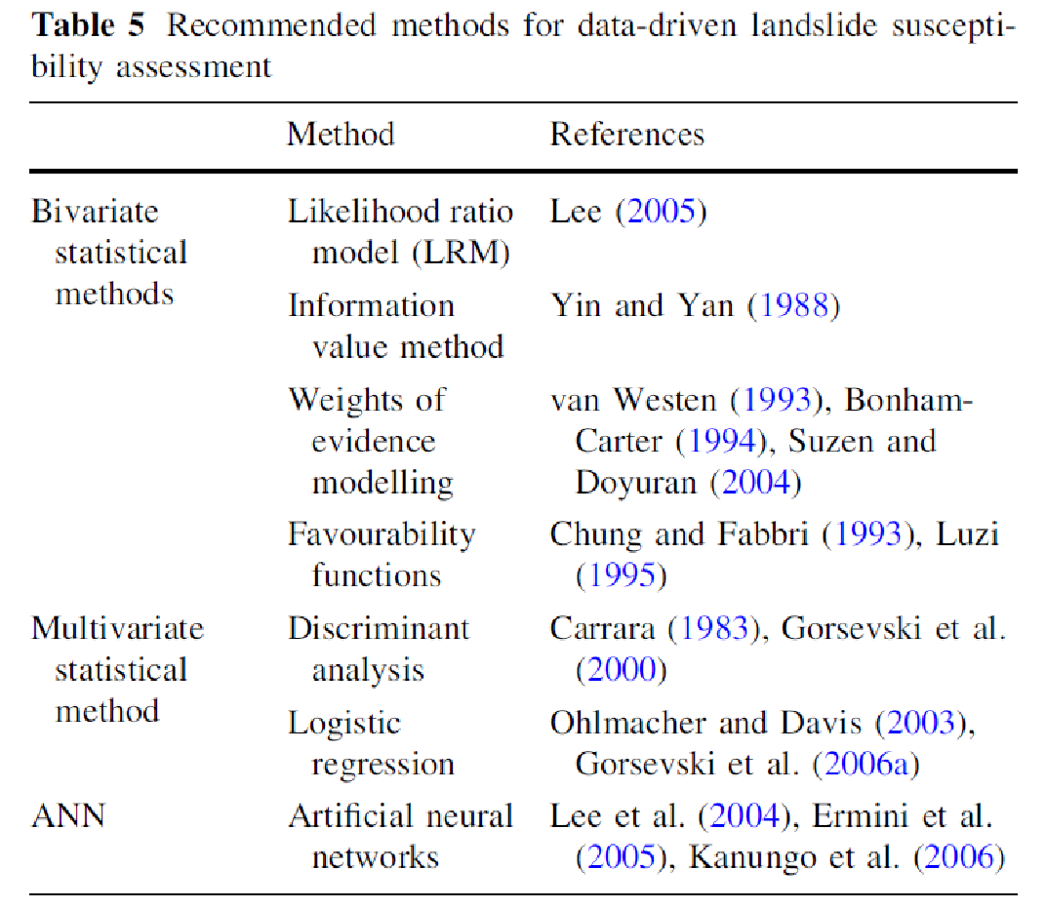 Table 5 Recommended methods for data-driven landslide suscepti-
bility assessment
Method References
Bivariate statistical methods Likelihood ratio model (LRM) Lee (2005)
Information value method Yin and Yan (1988)
Weights of evidence modelling van Westen (1993), Bonham-Carter (1994), Suzen and Doyuran (2004)
Favourability functions Chung and Fabbri (1993), Luzi (1995)
Multivariate statistical method Discriminant analysis Carrara (1983), Gorsevski et al. (2000)
Logistic regression Ohlmacher and Davis (2003), Gorsevski et al. (2006a)
ANN Artificial neural networks Lee et al. (2004), Ermini et al. (2005), Kanungo et al. (2006)